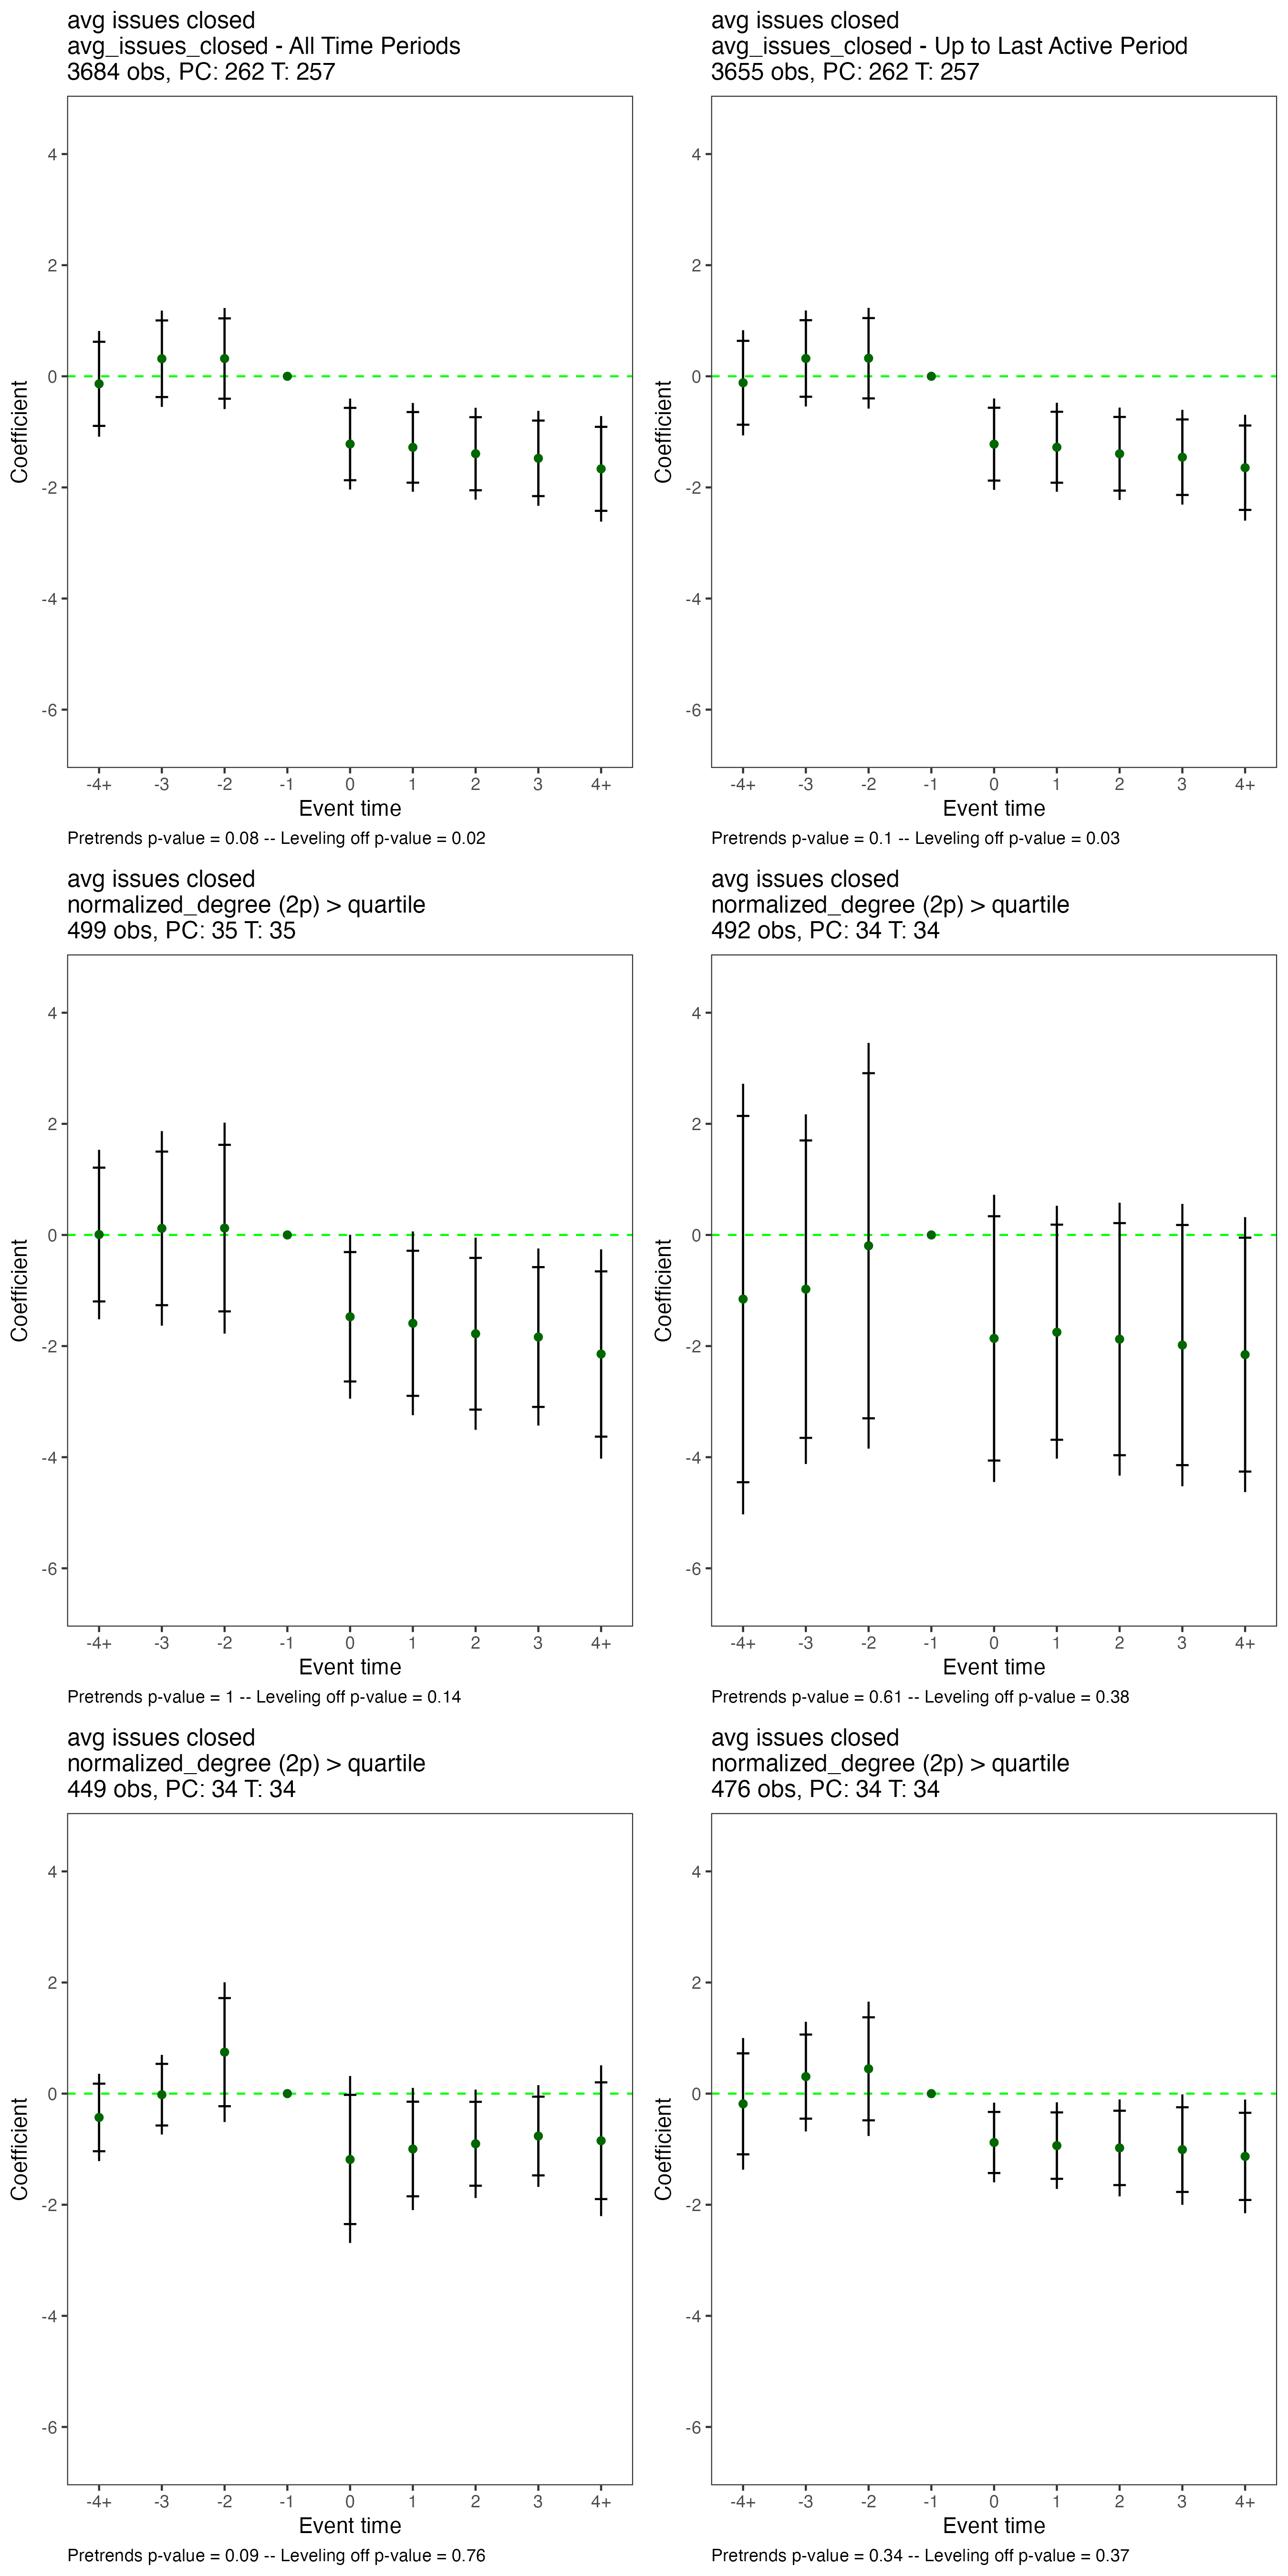 avg issues closed
avg_issues_closed - All Time Periods
3684 obs, PC: 262 T: 257
4
2
0
-2
-4
-6
Coefficient
-4+ -3 -2 -1 0 1 2 3 4+
Event time
Pretrends p-value = 0.08 -- Leveling off p-value = 0.02
avg issues closed
avg_issues_closed - Up to Last Active Period
3655 obs, PC: 262 T: 257
4
2
0
-2
-4
-6
Coefficient
-4+ -3 -2 -1 0 1 2 3 4+
Event time
Pretrends p-value = 0.1 -- Leveling off p-value = 0.03
avg issues closed
normalized_degree (2p) > quartile
499 obs, PC: 35 T: 35
4
2
0
-2
-4
-6
Coefficient
-4+ -3 -2 -1 0 1 2 3 4+
Event time
Pretrends p-value = 1 -- Leveling off p-value = 0.14
avg issues closed
normalized_degree (2p) > quartile
492 obs, PC: 34 T: 34
4
2
0
-2
-4
-6
Coefficient
-4+ -3 -2 -1 0 1 2 3 4+
Event time
Pretrends p-value = 0.61 -- Leveling off p-value = 0.38
avg issues closed
normalized_degree (2p) > quartile
449 obs, PC: 34 T: 34
4
2
0
-2
-4
-6
Coefficient
-4+ -3 -2 -1 0 1 2 3 4+
Event time
Pretrends p-value = 0.09 -- Leveling off p-value = 0.76
avg issues closed
normalized_degree (2p) > quartile
476 obs, PC: 34 T: 34
4
2
0
-2
-4
-6
Coefficient
-4+ -3 -2 -1 0 1 2 3 4+
Event time
Pretrends p-value = 0.34 -- Leveling off p-value = 0.37